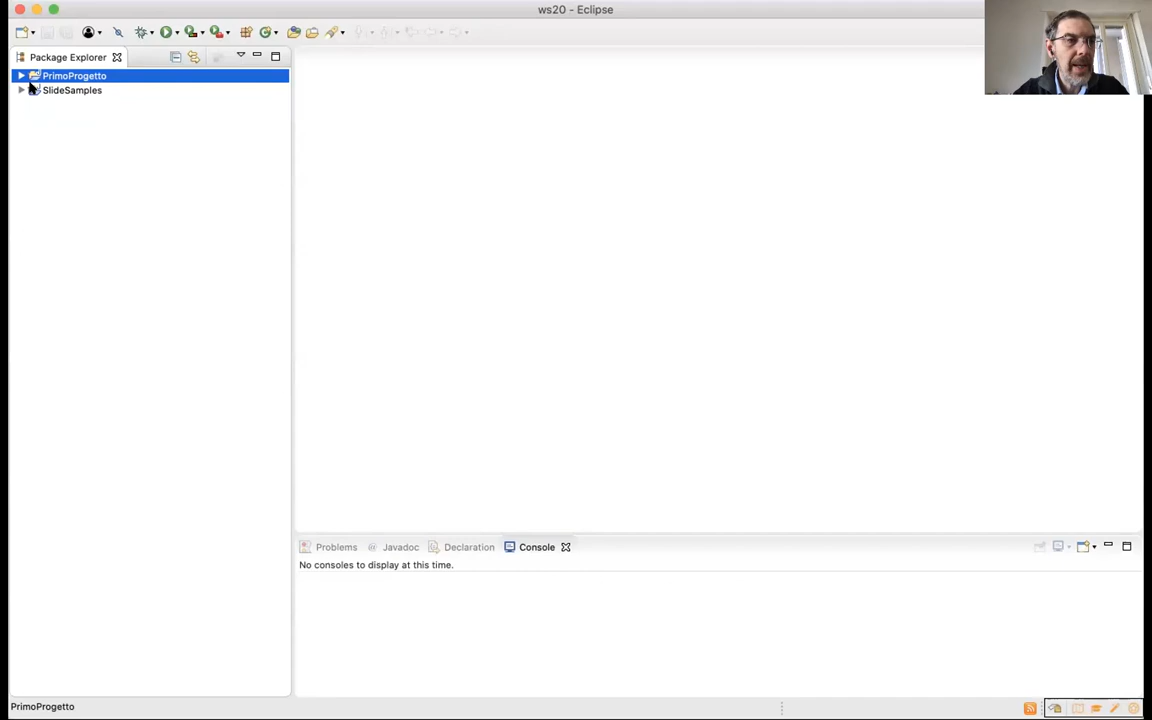 ws20 - Eclipse
Package Explorer
PrimoProgetto
SlideSamples
Problems
@ Javadoc
Declaration
Console
No consoles to display at this time.
PrimoProgetto